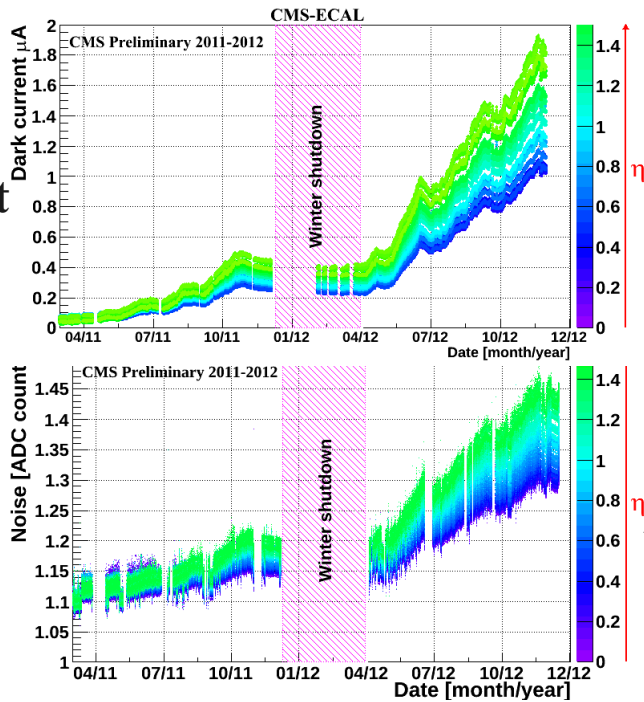 CMS-ECAL
CMS Preliminary 2011-2012
Dark current μA
2
1.8
1.6
1.4
1.2
1
0.8
0.6
0.4
0.2
0
Winter shutdown
04/11 07/11 10/11 01/12 04/12 07/12 10/12 12/12
Date [month/year]
1.4
1.2
1
0.8
0.6
0.4
0.2
0
η
t
CMS Preliminary 2011-2012
Noise [ADC count
1.45
1.4
1.35
1.3
1.25
1.2
1.15
1.1
1.05
1
Winter shutdown
04/11 07/11 10/11 01/12 04/12 07/12 10/12 12/12
Date [month/year]
1.4
1.2
1
0.8
0.6
0.4
0.2
0
η